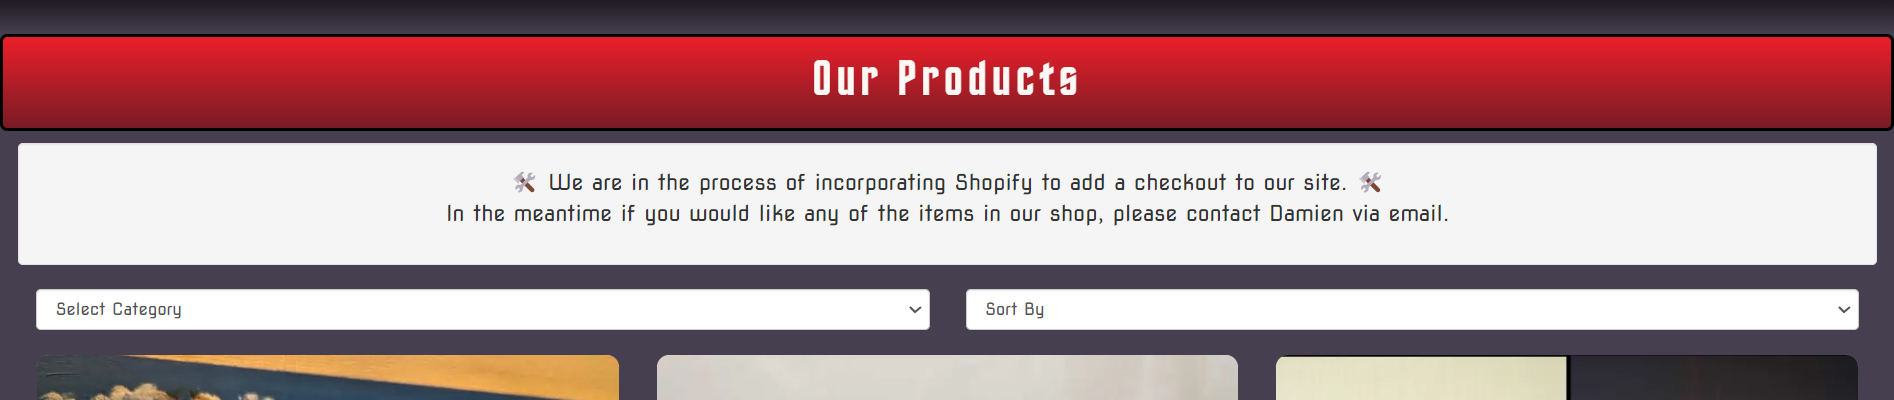 Our Products
🛠️ We are in the process of incorporating Shopify to add a checkout to our site. 🛠️
In the meantime if you would like any of the items in our shop, please contact Damien via email.
Select Category
Sort By